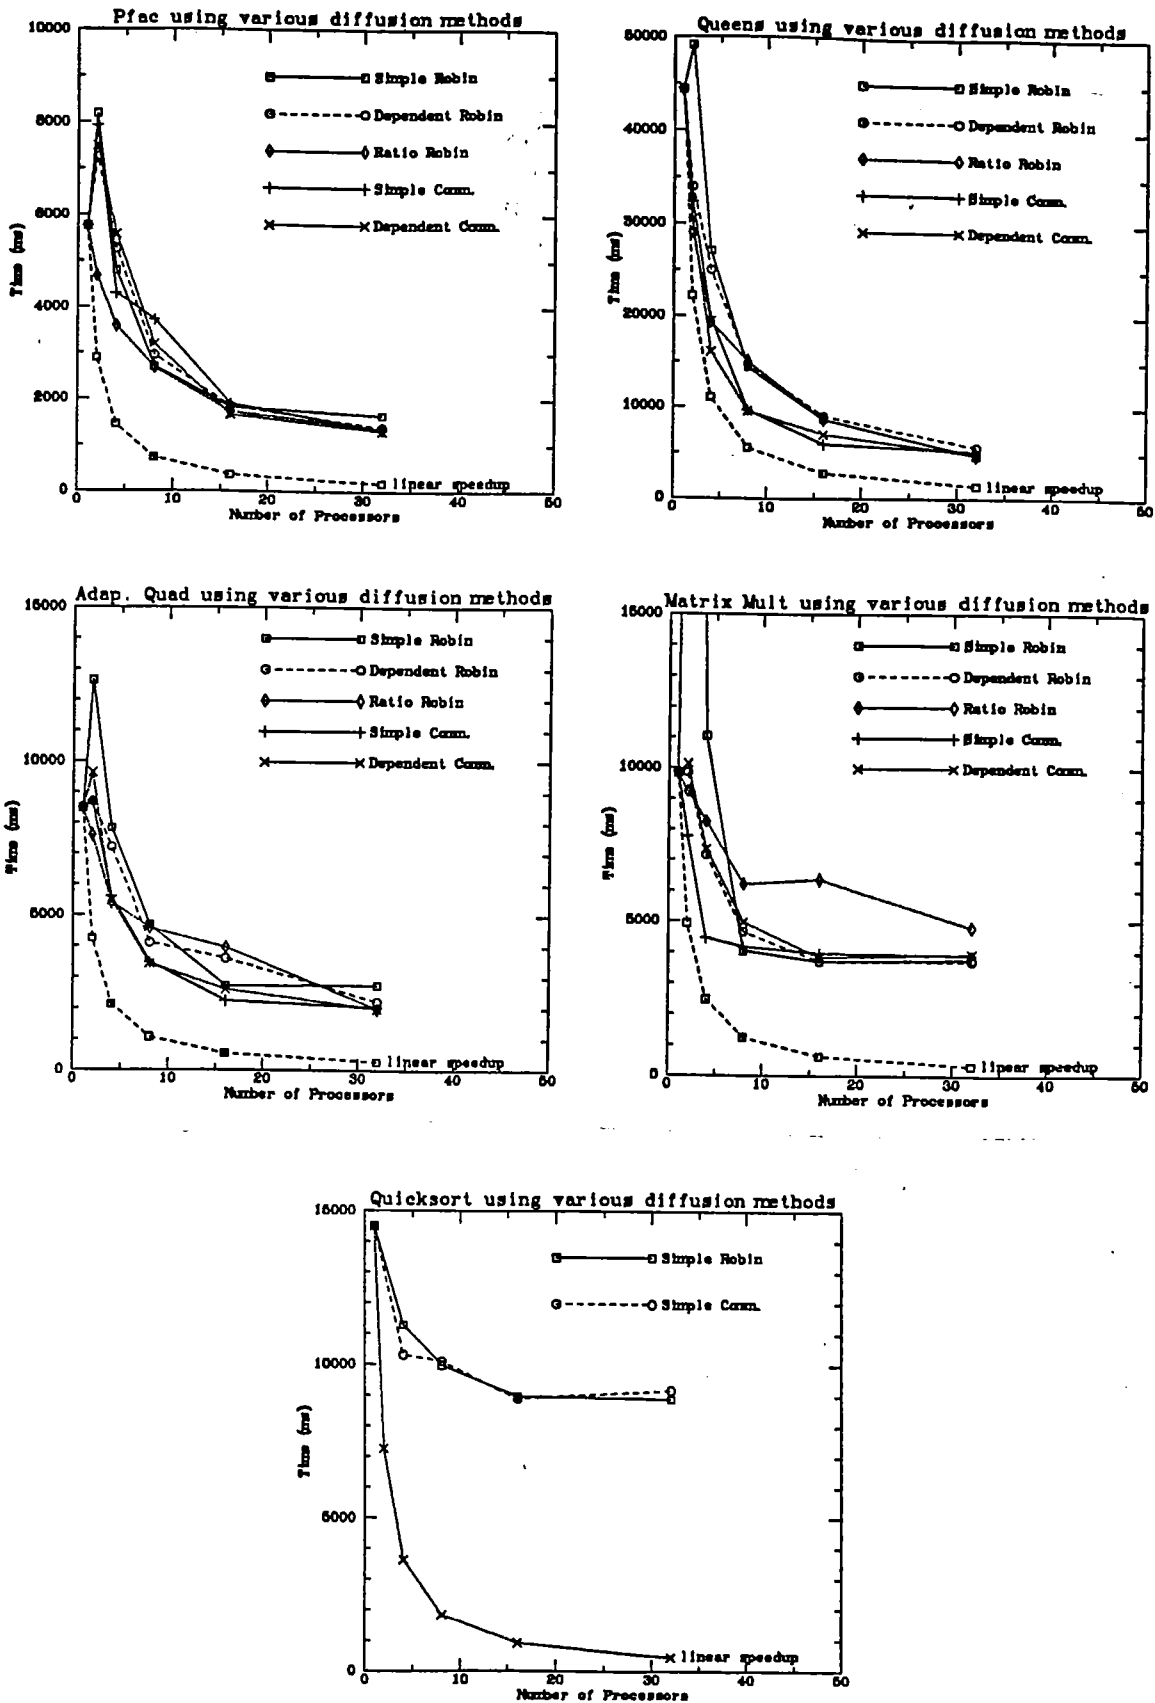 Pfac using various diffusion methods
10000
8000
6000
4000
2000
0
Time (ms)
Simple Robin
Dependent Robin
Ratio Robin
Simple Comm.
Dependent Comm.
linear speedup
0 10 20 30 40 50
Number of Processors
Queens using various diffusion methods
50000
40000
30000
20000
10000
0
Time (ms)
Simple Robin
Dependent Robin
Ratio Robin
Simple Comm.
Dependent Comm.
linear speedup
0 10 20 30 40 50
Number of Processors
Adap. Quad using various diffusion methods
15000
10000
5000
0
Time (ms)
Simple Robin
Dependent Robin
Ratio Robin
Simple Comm.
Dependent Comm.
linear speedup
0 10 20 30 40 50
Number of Processors
Matrix Mult using various diffusion methods
15000
10000
5000
0
Time (ms)
Simple Robin
Dependent Robin
Ratio Robin
Simple Comm.
Dependent Comm.
linear speedup
0 10 20 30 40 50
Number of Processors
Quicksort using various diffusion methods
15000
10000
5000
0
Time (ms)
Simple Robin
Simple Comm.
linear speedup
0 10 20 30 40 50
Number of Processors